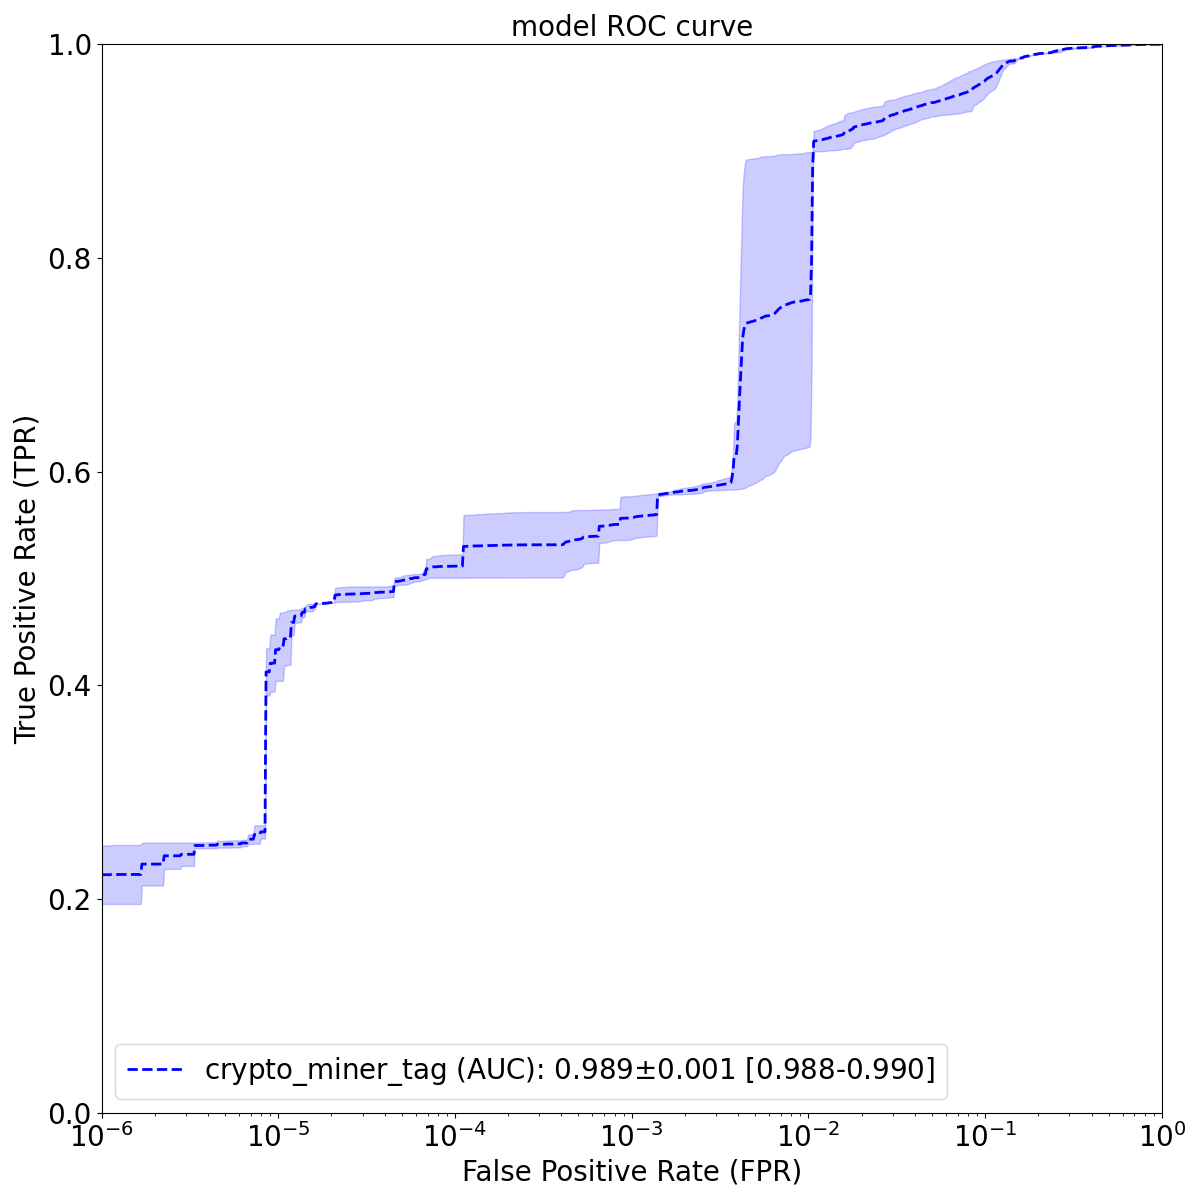 model ROC curve
1.0
0.8
0.6
0.4
0.2
0.0
True Positive Rate (TPR)
crypto_miner_tag (AUC): 0.989±0.001 [0.988-0.990]
10⁻⁶ 10⁻⁵ 10⁻⁴ 10⁻³ 10⁻² 10⁻¹ 10⁰
False Positive Rate (FPR)